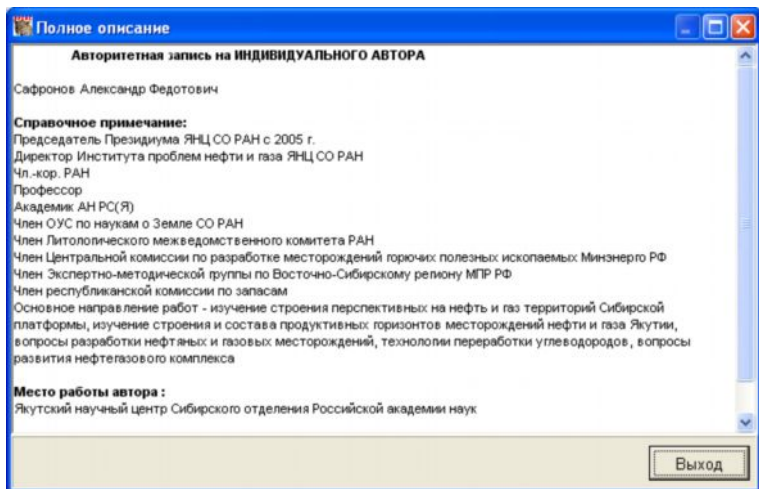 Полное описание
Авторитетная запись на ИНДИВИДУАЛЬНОГО АВТОРА
Сафронов Александр Федотович
Справочное примечание:
Председатель Президиума ЯНЦ СО РАН с 2005 г.
Директор Института проблем нефти и газа ЯНЦ СО РАН
Чл.-кор. РАН
Профессор
Академик АН РС(Я)
Член ОУС по наукам о Земле СО РАН
Член Литологического межведомственного комитета РАН
Член Центральной комиссии по разработке месторождений горючих полезных ископаемых Минэнерго РФ
Член Экспертно-методической группы по Восточно-Сибирскому региону МПР РФ
Член республиканской комиссии по запасам
Основное направление работ - изучение строения перспективных на нефть и газ территорий Сибирской
платформы, изучение строения и состава продуктивных горизонтов месторождений нефти и газа Якутии,
вопросы разработки нефтяных и газовых месторождений, технологии переработки углеводородов, вопросы
развития нефтегазового комплекса
Место работы автора :
Якутский научный центр Сибирского отделения Российской академии наук
Выход